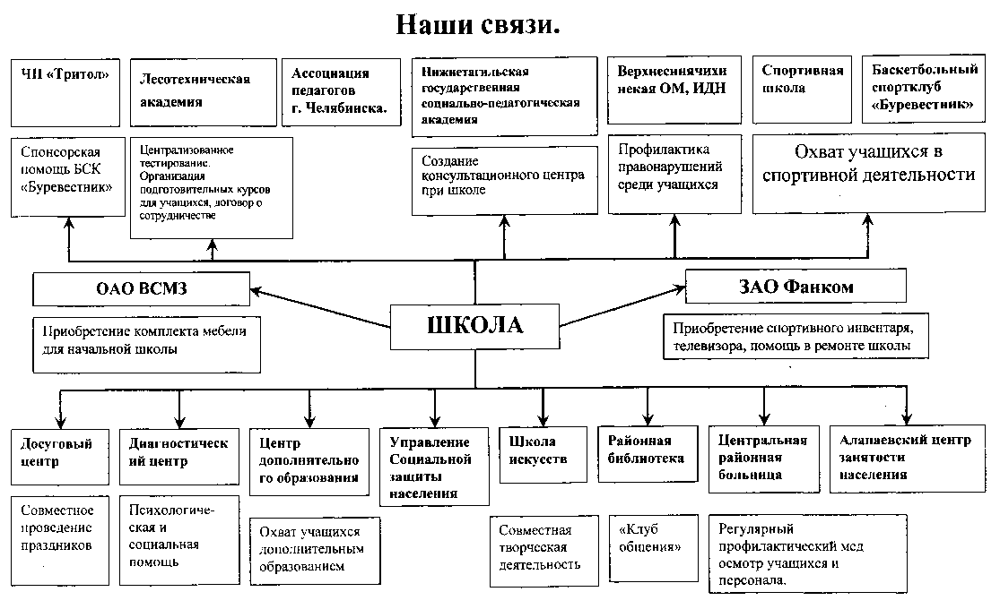 Наши связи.
ЧП «Тритол»
Лесотехническая
академия
Ассоциация
педагогов
г. Челябинска.
Нижнетагильская
государственная
социально-педагогическая
академия
Верхнесинячихи
некая ОМ, ИДН
Спортивная
школа
Баскетбольный
спортклуб
«Буревестник»
Спонсорская
помощь БСК
«Буревестник»
Централизованное
тестирование.
Организация
подготовительных курсов
для учащихся, договор о
сотрудничестве
Создание
консультационного центра
при школе
Профилактика
правонарушений
среди учащихся
Охват учащихся в
спортивной деятельности
ОАО ВСМЗ
ЗАО Фанком
ШКОЛА
Приобретение комплекта мебели
для начальной школы
Приобретение спортивного инвентаря,
телевизора, помощь в ремонте школы
Досуговый
центр
Диагностическ
ий центр
Центр
дополнительно
го образования
Управление
Социальной
защиты
населения
Школа
искусств
Районная
библиотека
Центральная
районная
больница
Алапаевский центр
занятости
населения
Совместное
проведение
праздников
Психологиче-
ская и
социальная
помощь
Охват учащихся
дополнительным
образованием
Совместная
творческая
деятельность
«Клуб
общения»
Регулярный
профилактический мед
осмотр учащихся и
персонала.